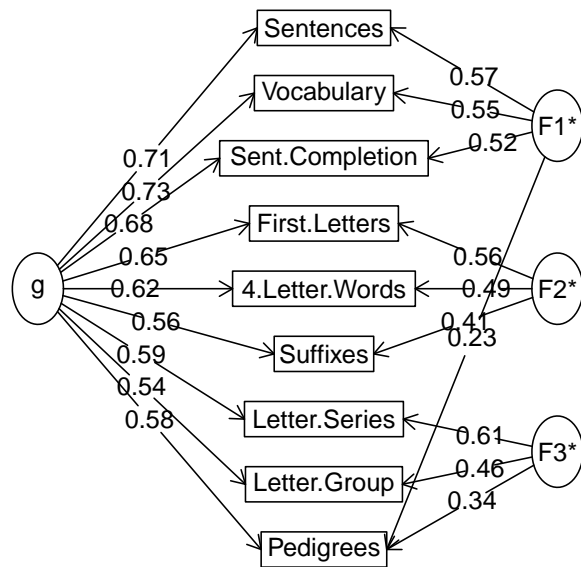 Sentences
0.57
Vocabulary
0.55
F1*
0.52
0.71
Sent.Completion
0.73
0.68
First.Letters
0.65
0.56
g
0.62
4.Letter.Words
0.49
F2*
0.41
0.56
0.23
Suffixes
0.59
0.54
Letter.Series
0.58
0.61
F3*
0.46
Letter.Group
0.34
Pedigrees